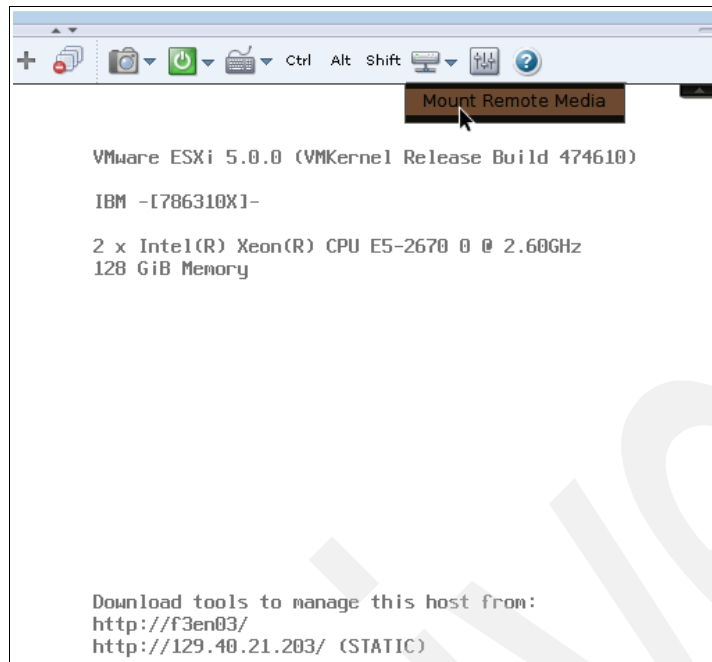 Ctrl Alt Shift
Mount Remote Media
VMware ESXi 5.0.0 (VMKernel Release Build 474610)
IBM -[786310X]-
2 x Intel(R) Xeon(R) CPU E5-2670 0 @ 2.60GHz
128 GiB Memory
Download tools to manage this host from:
http://f3en03/
http://129.40.21.203/ (STATIC)